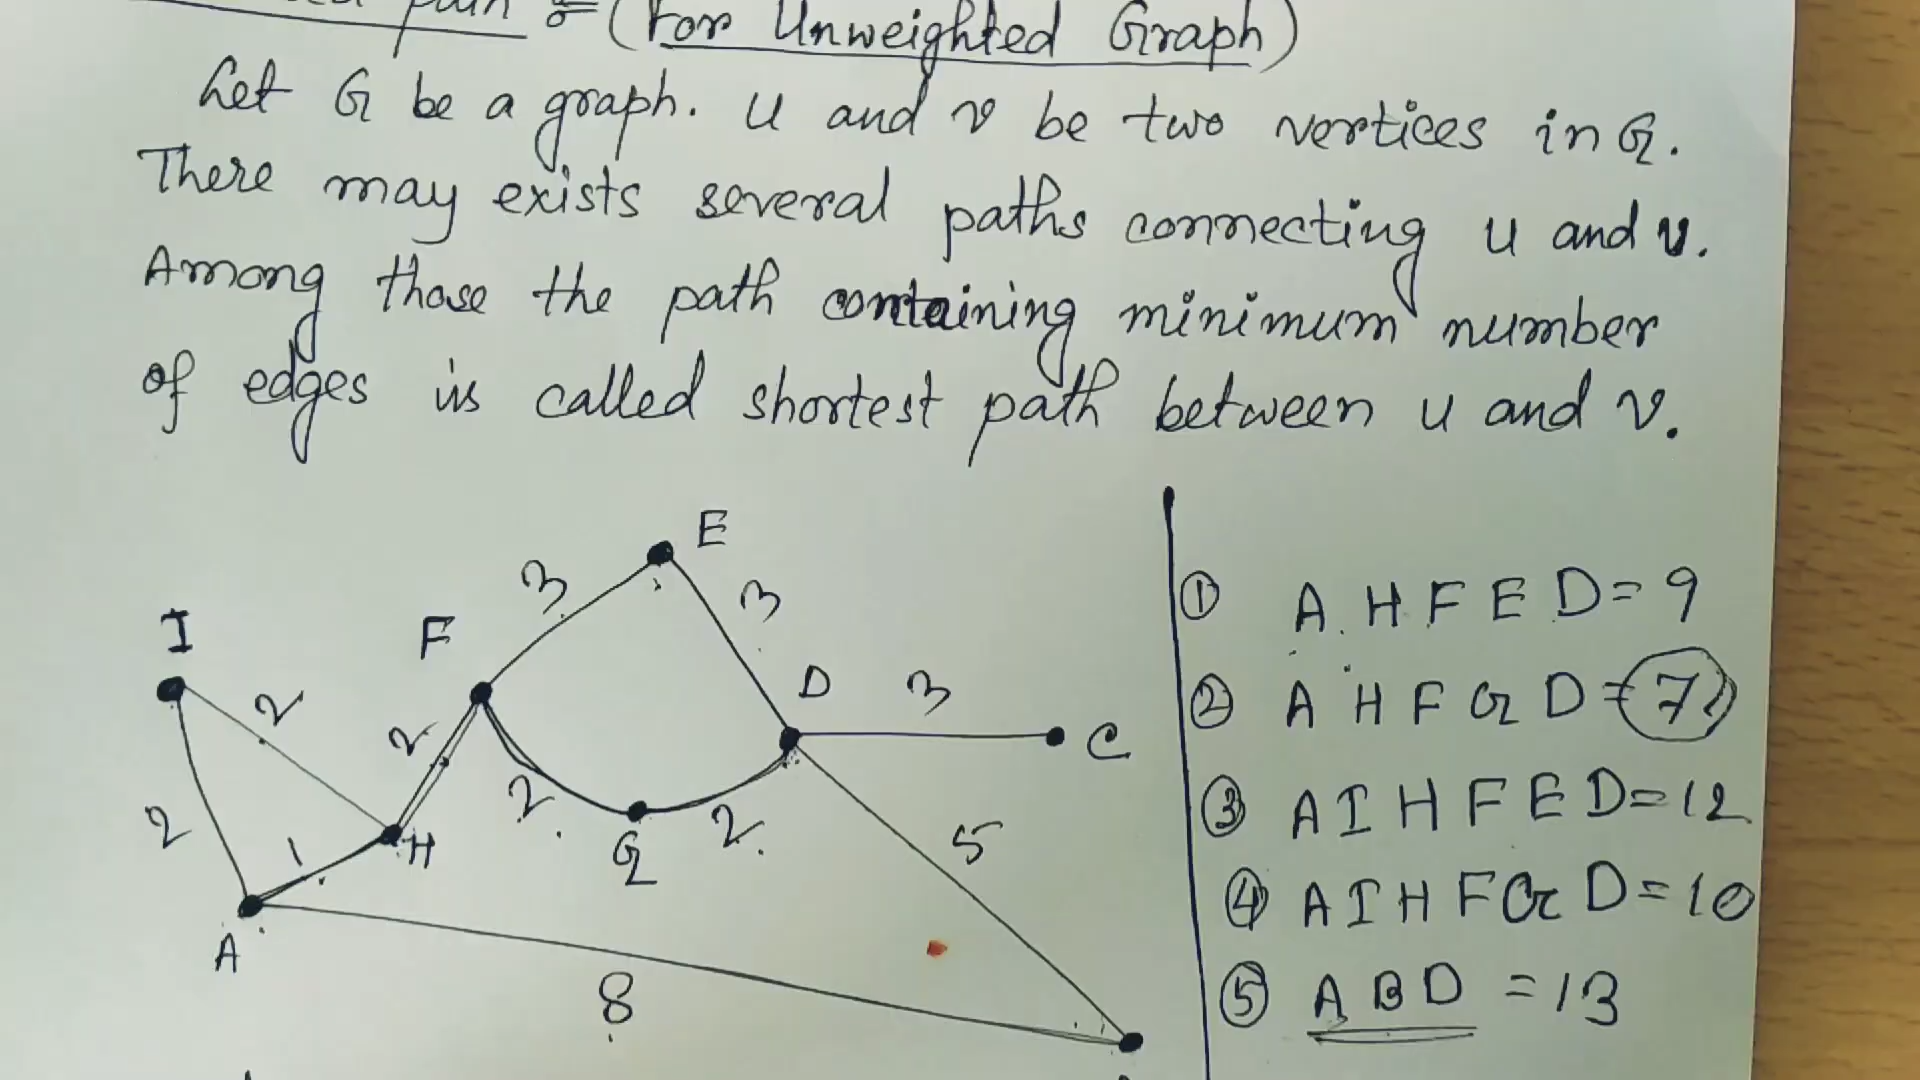 path := (For Unweighted Graph)
Let G be a graph. u and v be two vertices in G.
There may exists several paths connecting u and v.
Among those the path containing minimum number
of edges is called shortest path between u and v.
E
3
3
I
F
D
3
C
2
2
2
2
G
5
2
1
H
A
8
① A H F E D = 9
② A H F G D = 7
③ A I H F E D = 12
④ A I H F G D = 10
⑤ A B D = 13